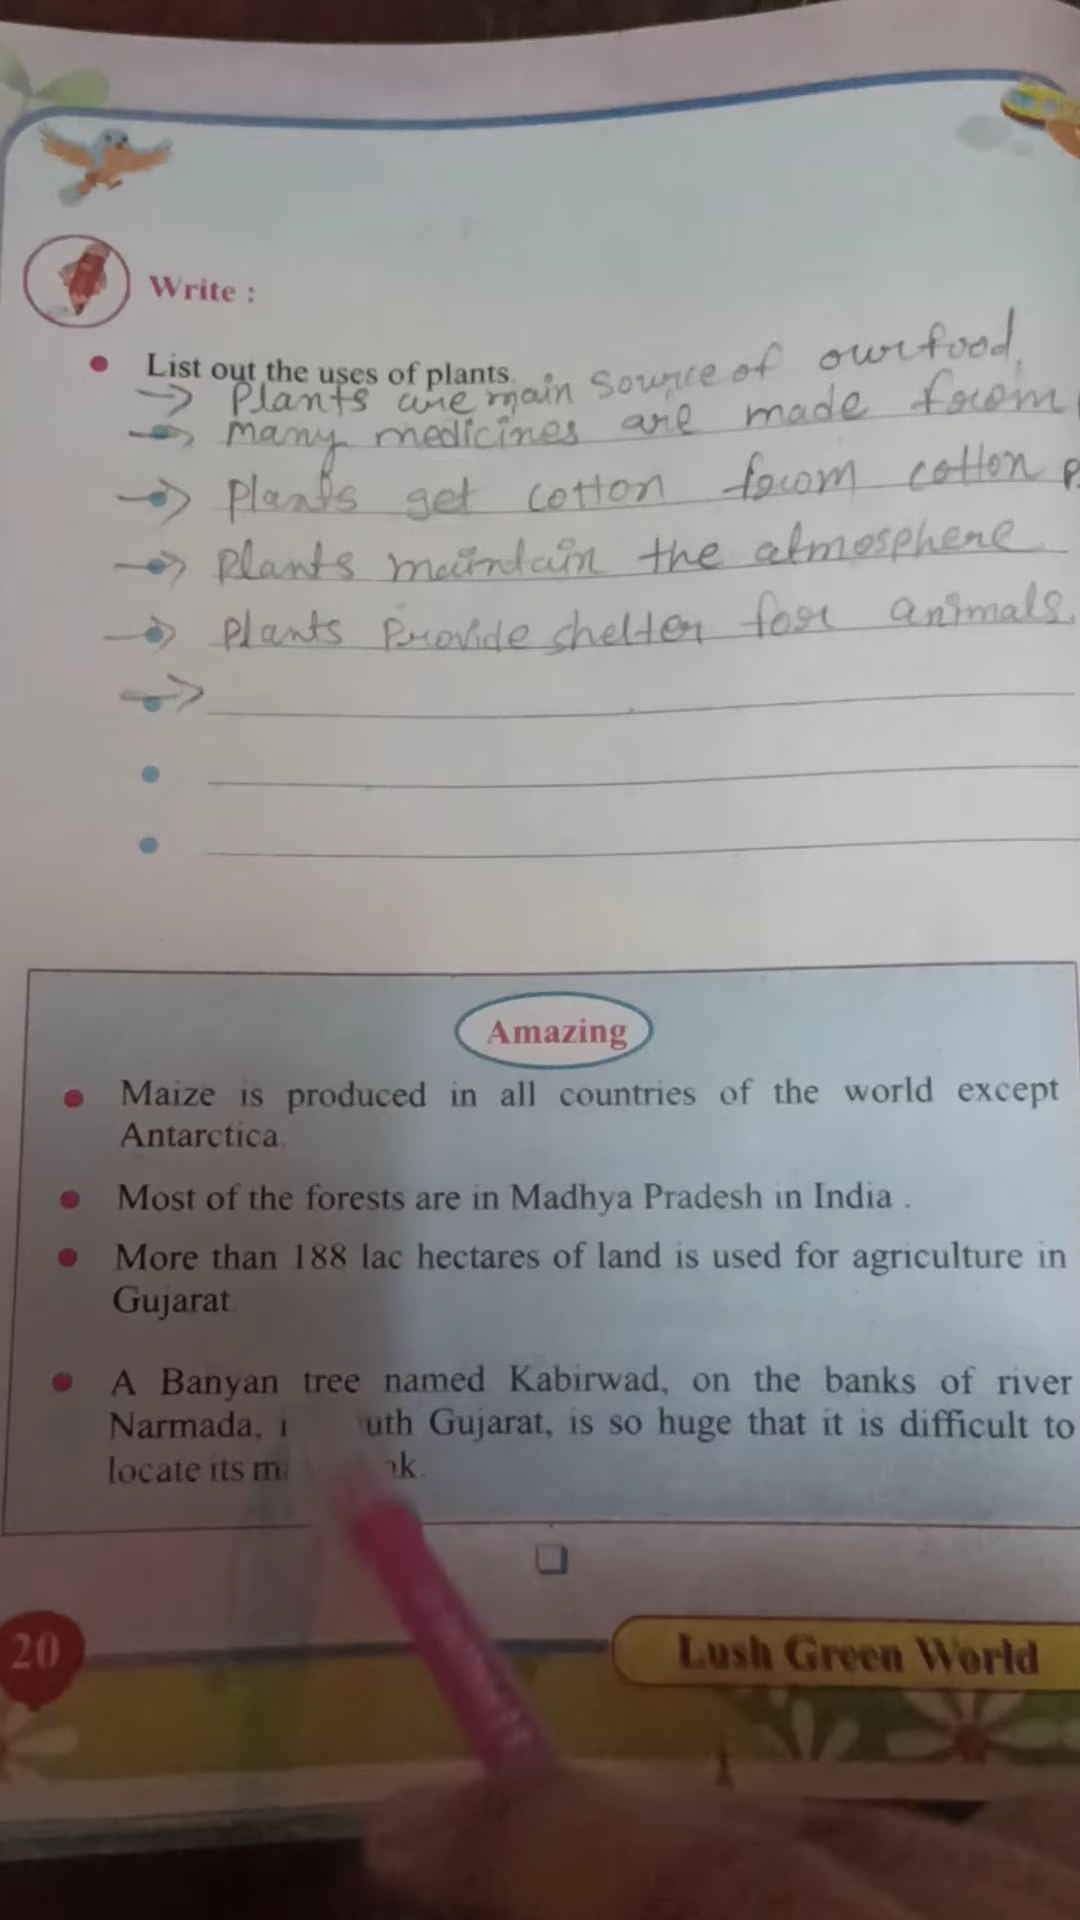 Write :
List out the uses of plants.
→ Plants are main source of our food.
→ many medicines are made from
→ Plants get cotton from cotton
→ Plants maintain the atmosphere
→ Plants Provide shelter for animals.
→
Amazing
Maize is produced in all countries of the world except
Antarctica.
Most of the forests are in Madhya Pradesh in India .
More than 188 lac hectares of land is used for agriculture in
Gujarat.
A Banyan tree named Kabirwad, on the banks of river
Narmada, Gujarat, is so huge that it is difficult to
locate its
20
Lush Green World